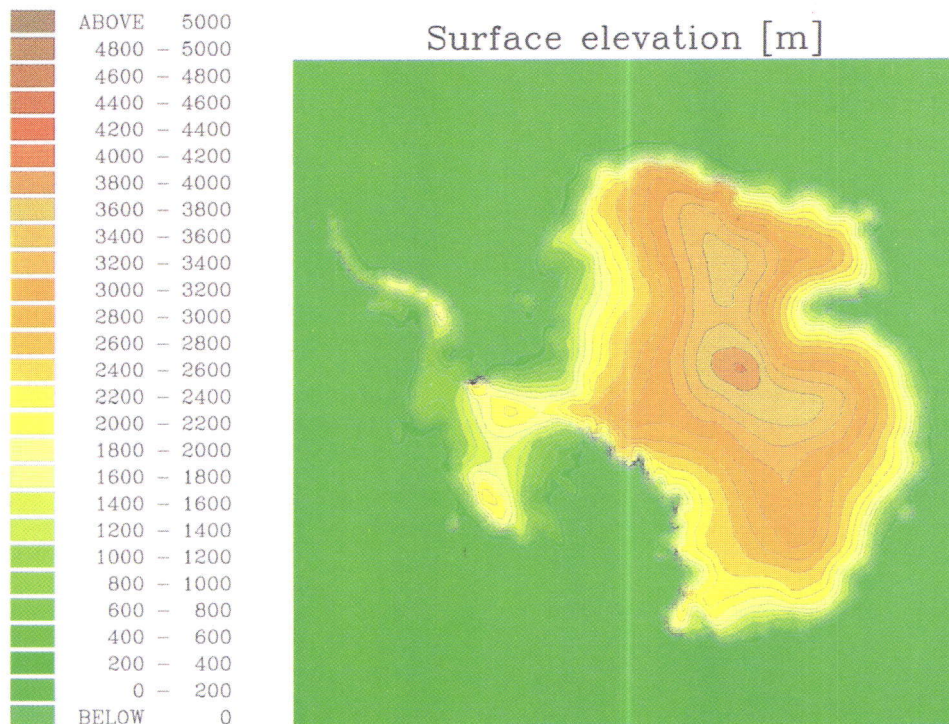 Surface elevation [m]
ABOVE 5000
4800 – 5000
4600 – 4800
4400 – 4600
4200 – 4400
4000 – 4200
3800 – 4000
3600 – 3800
3400 – 3600
3200 – 3400
3000 – 3200
2800 – 3000
2600 – 2800
2400 – 2600
2200 – 2400
2000 – 2200
1800 – 2000
1600 – 1800
1400 – 1600
1200 – 1400
1000 – 1200
800 – 1000
600 – 800
400 – 600
200 – 400
0 – 200
BELOW 0